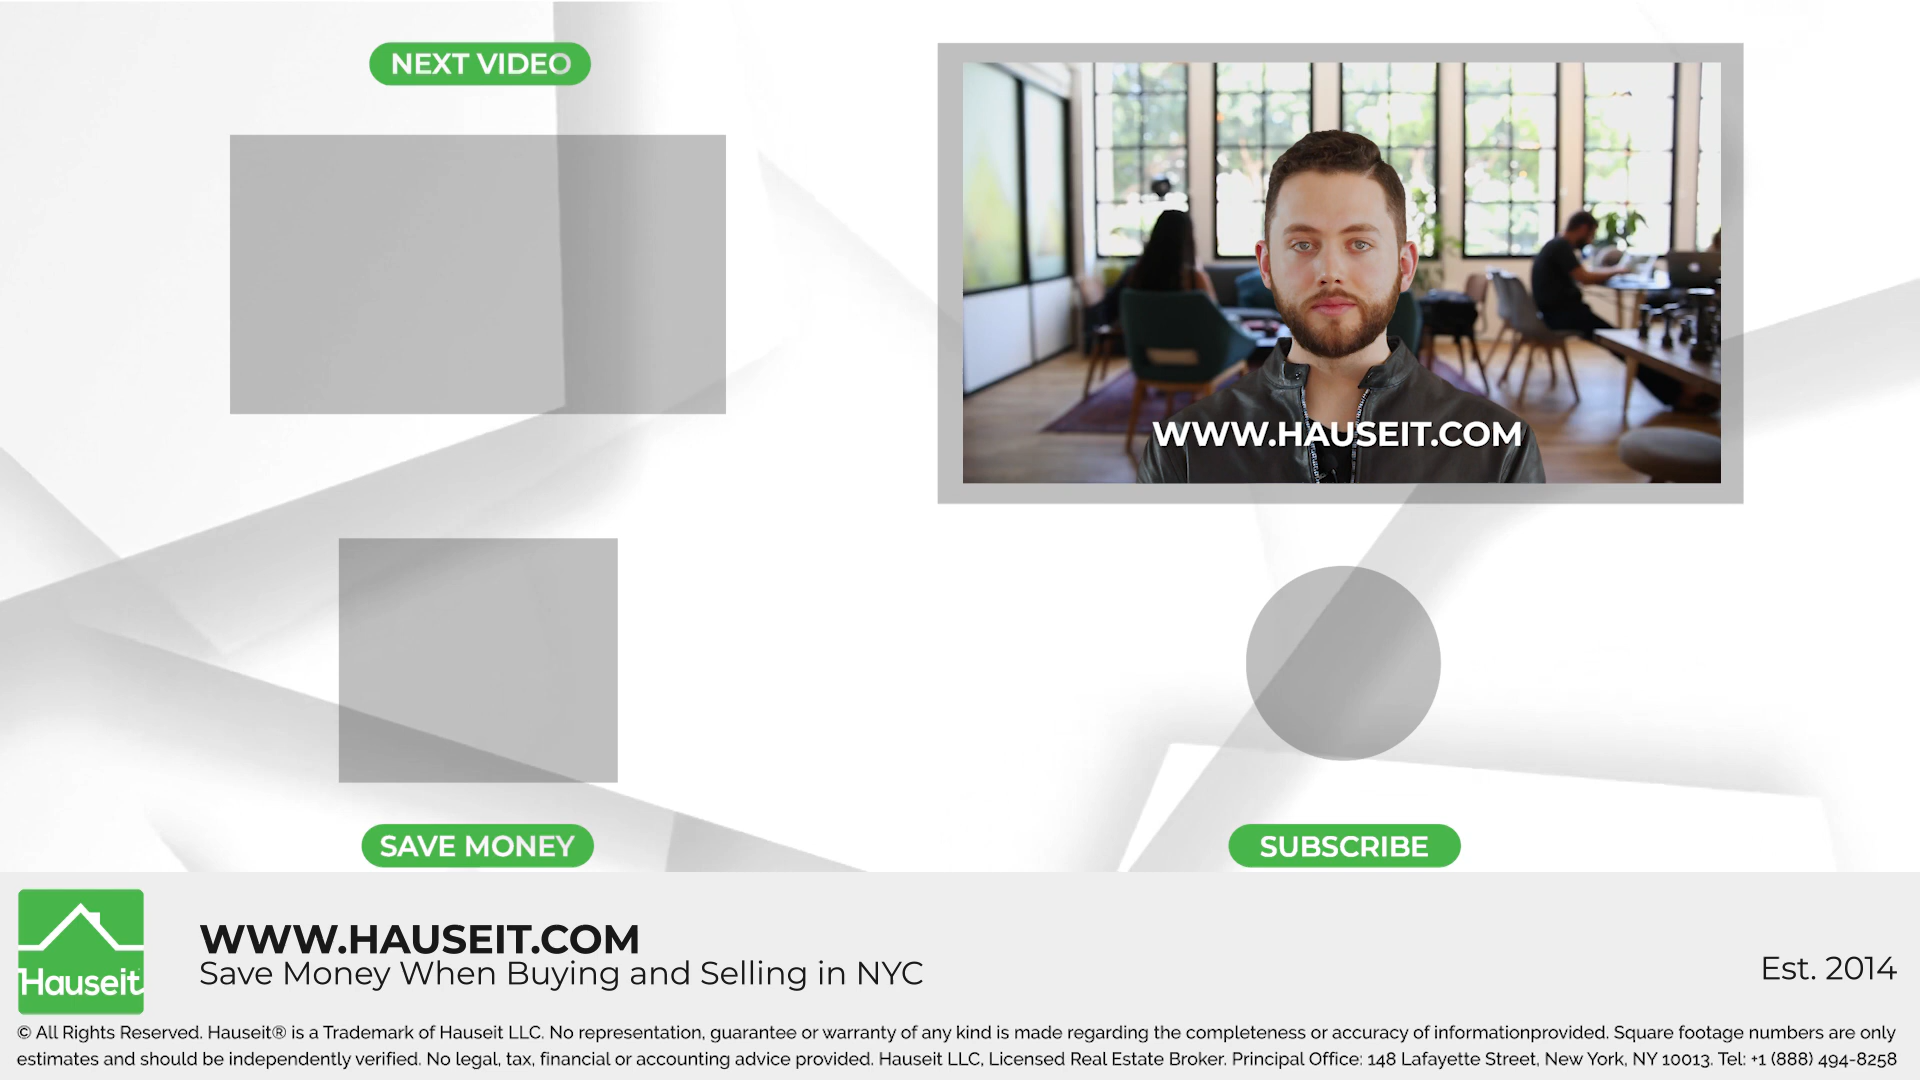 NEXT VIDEO
WWW.HAUSEIT.COM
SAVE MONEY
SUBSCRIBE
Hauseit
WWW.HAUSEIT.COM
Save Money When Buying and Selling in NYC
Est. 2014
© All Rights Reserved. Hauseit® is a Trademark of Hauseit LLC. No representation, guarantee or warranty of any kind is made regarding the completeness or accuracy of informationprovided. Square footage numbers are only
estimates and should be independently verified. No legal, tax, financial or accounting advice provided. Hauseit LLC, Licensed Real Estate Broker. Principal Office: 148 Lafayette Street, New York, NY 10013. Tel: +1 (888) 494-8258